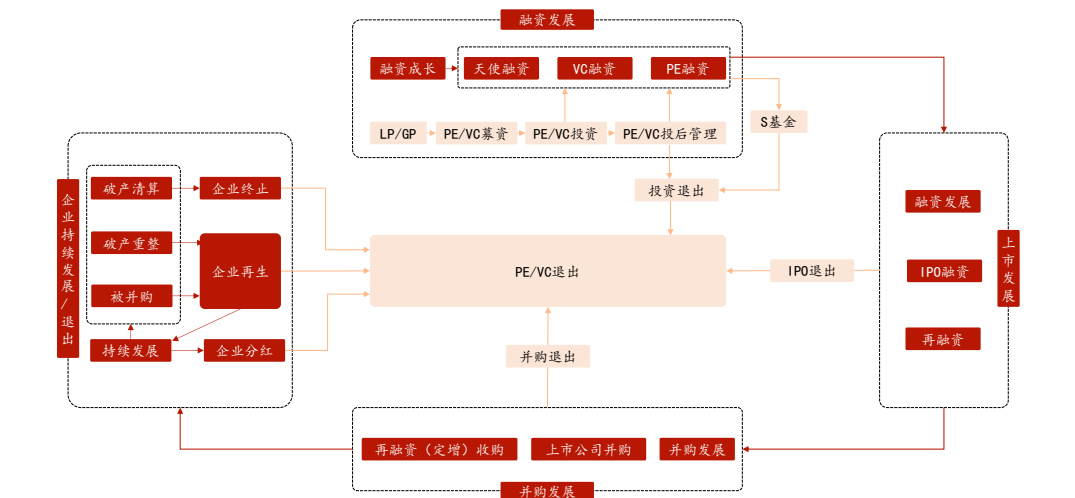 融资发展
融资成长
天使融资
VC融资
PE融资
LP/GP
PE/VC募资
PE/VC投资
PE/VC投后管理
S基金
投资退出
企业持续发展/退出
破产清算
企业终止
破产重整
企业再生
被并购
持续发展
企业分红
PE/VC退出
IPO退出
并购退出
融资发展
IPO融资
再融资
上市发展
再融资（定增）收购
上市公司并购
并购发展
并购发展